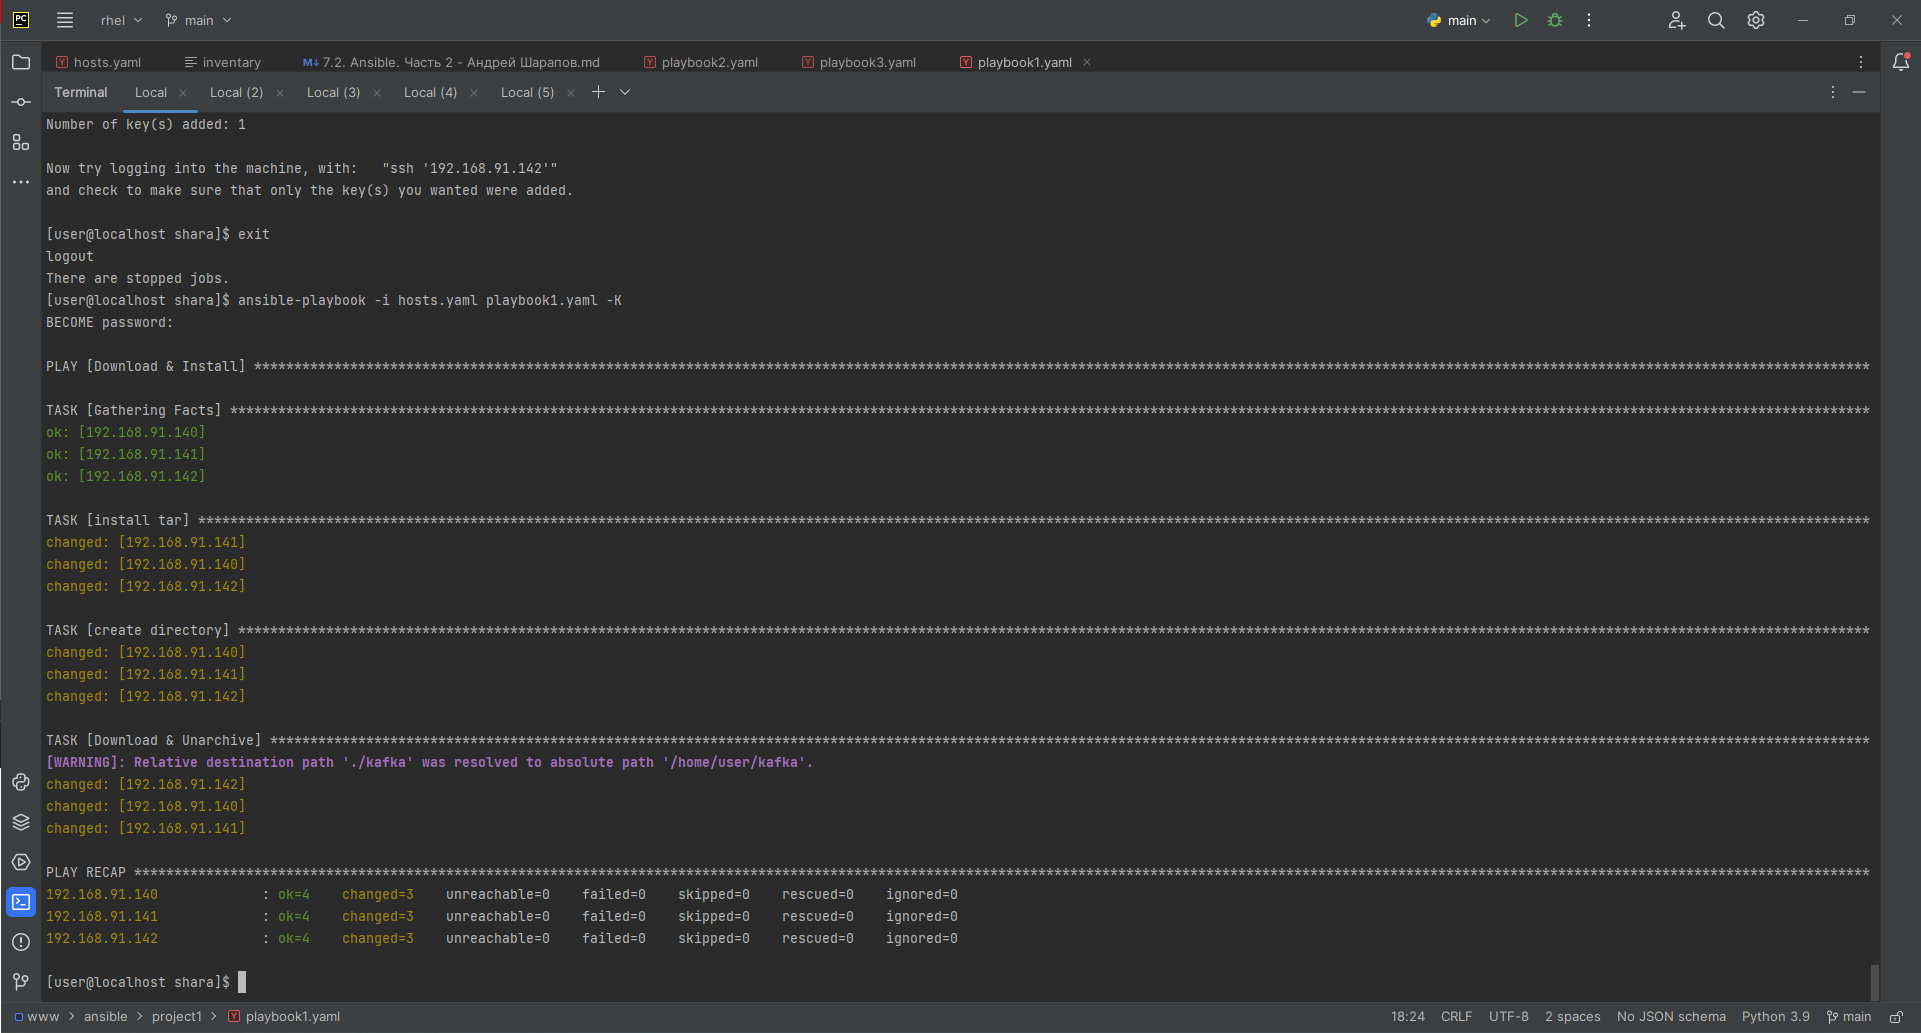 PC rhel main main
hosts.yaml inventory M↓ 7.2. Ansible. Часть 2 - Андрей Шарапов.md playbook2.yaml playbook3.yaml playbook1.yaml
Terminal Local Local (2) Local (3) Local (4) Local (5)
Number of key(s) added: 1
Now try logging into the machine, with:   "ssh '192.168.91.142'"
and check to make sure that only the key(s) you wanted were added.
[user@localhost shara]$ exit
logout
There are stopped jobs.
[user@localhost shara]$ ansible-playbook -i hosts.yaml playbook1.yaml -K
BECOME password:
PLAY [Download & Install] ****************************************
TASK [Gathering Facts] ****************************************
ok: [192.168.91.140]
ok: [192.168.91.141]
ok: [192.168.91.142]
TASK [install tar] ****************************************
changed: [192.168.91.141]
changed: [192.168.91.140]
changed: [192.168.91.142]
TASK [create directory] ****************************************
changed: [192.168.91.140]
changed: [192.168.91.141]
changed: [192.168.91.142]
TASK [Download & Unarchive] ****************************************
[WARNING]: Relative destination path './kafka' was resolved to absolute path '/home/user/kafka'.
changed: [192.168.91.142]
changed: [192.168.91.140]
changed: [192.168.91.141]
PLAY RECAP ****************************************
192.168.91.140             : ok=4    changed=3    unreachable=0    failed=0    skipped=0    rescued=0    ignored=0
192.168.91.141             : ok=4    changed=3    unreachable=0    failed=0    skipped=0    rescued=0    ignored=0
192.168.91.142             : ok=4    changed=3    unreachable=0    failed=0    skipped=0    rescued=0    ignored=0
[user@localhost shara]$
www > ansible > project1 > playbook1.yaml 18:24 CRLF UTF-8 2 spaces No JSON schema Python 3.9 main